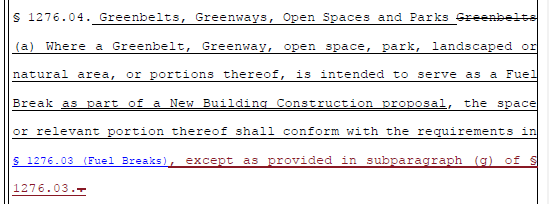 § 1276.04. Greenbelts, Greenways, Open Spaces and Parks Greenbelts
(a) Where a Greenbelt, Greenway, open space, park, landscaped or
natural area, or portions thereof, is intended to serve as a Fuel
Break as part of a New Building Construction proposal, the space
or relevant portion thereof shall conform with the requirements in
§ 1276.03 (Fuel Breaks), except as provided in subparagraph (g) of §
1276.03..